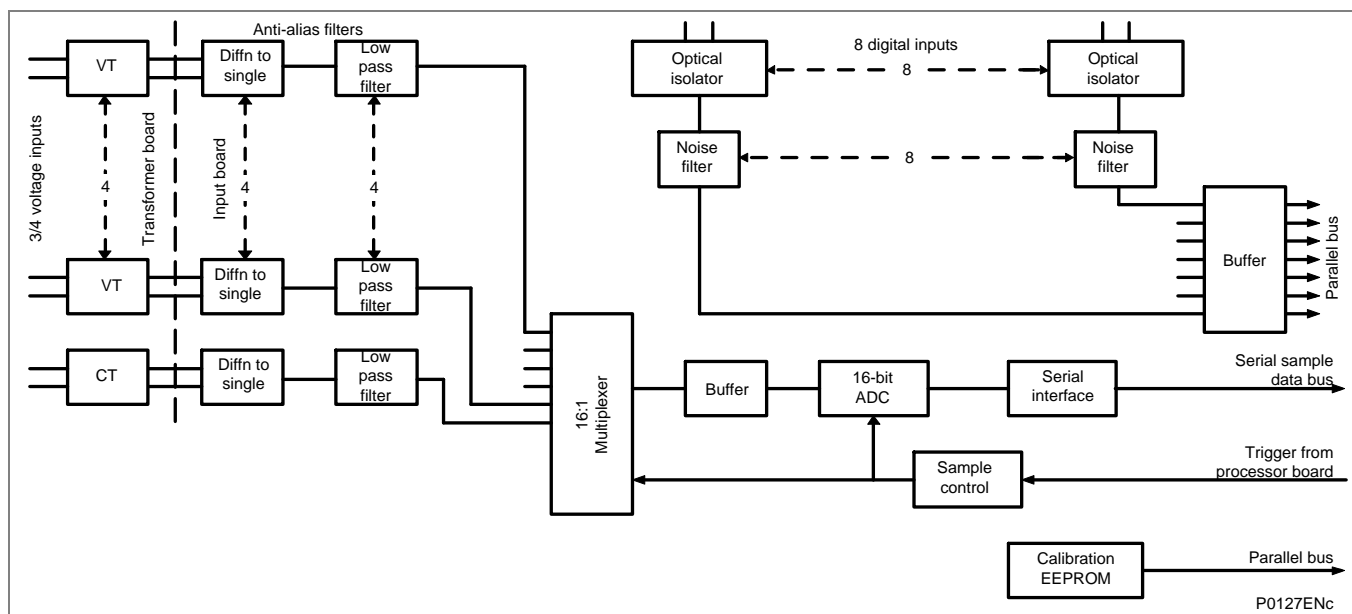 Anti-alias filters
3/4 voltage inputs
Transformer board
Input board
VT
Diffn to
single
Low
pass
filter
4
4
4
VT
Diffn to
single
Low
pass
filter
CT
Diffn to
single
Low
pass
filter
16:1
Multiplexer
8 digital inputs
Optical
isolator
8
Optical
isolator
Noise
filter
8
Noise
filter
Buffer
Parallel bus
Buffer
16-bit
ADC
Serial
interface
Serial sample
data bus
Sample
control
Trigger from
processor board
Calibration
EEPROM
Parallel bus
P0127ENc